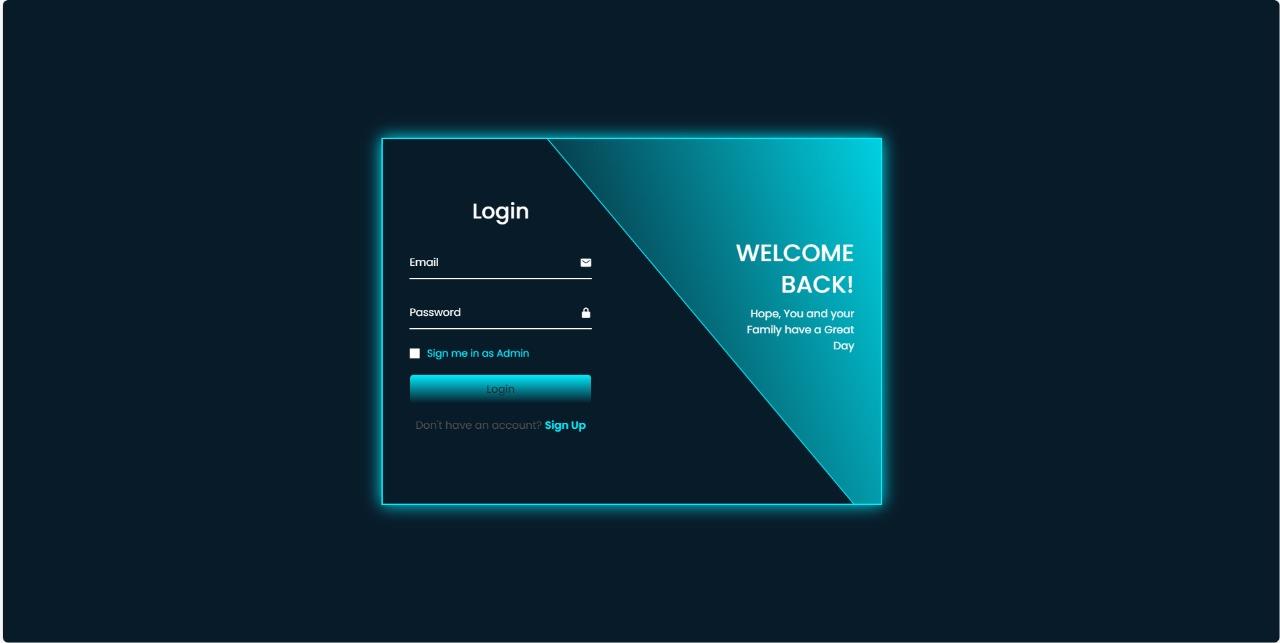 Login
Email
Password
Sign me in as Admin
Login
Don't have an account? Sign Up
WELCOME
BACK!
Hope, You and your
Family have a Great
Day